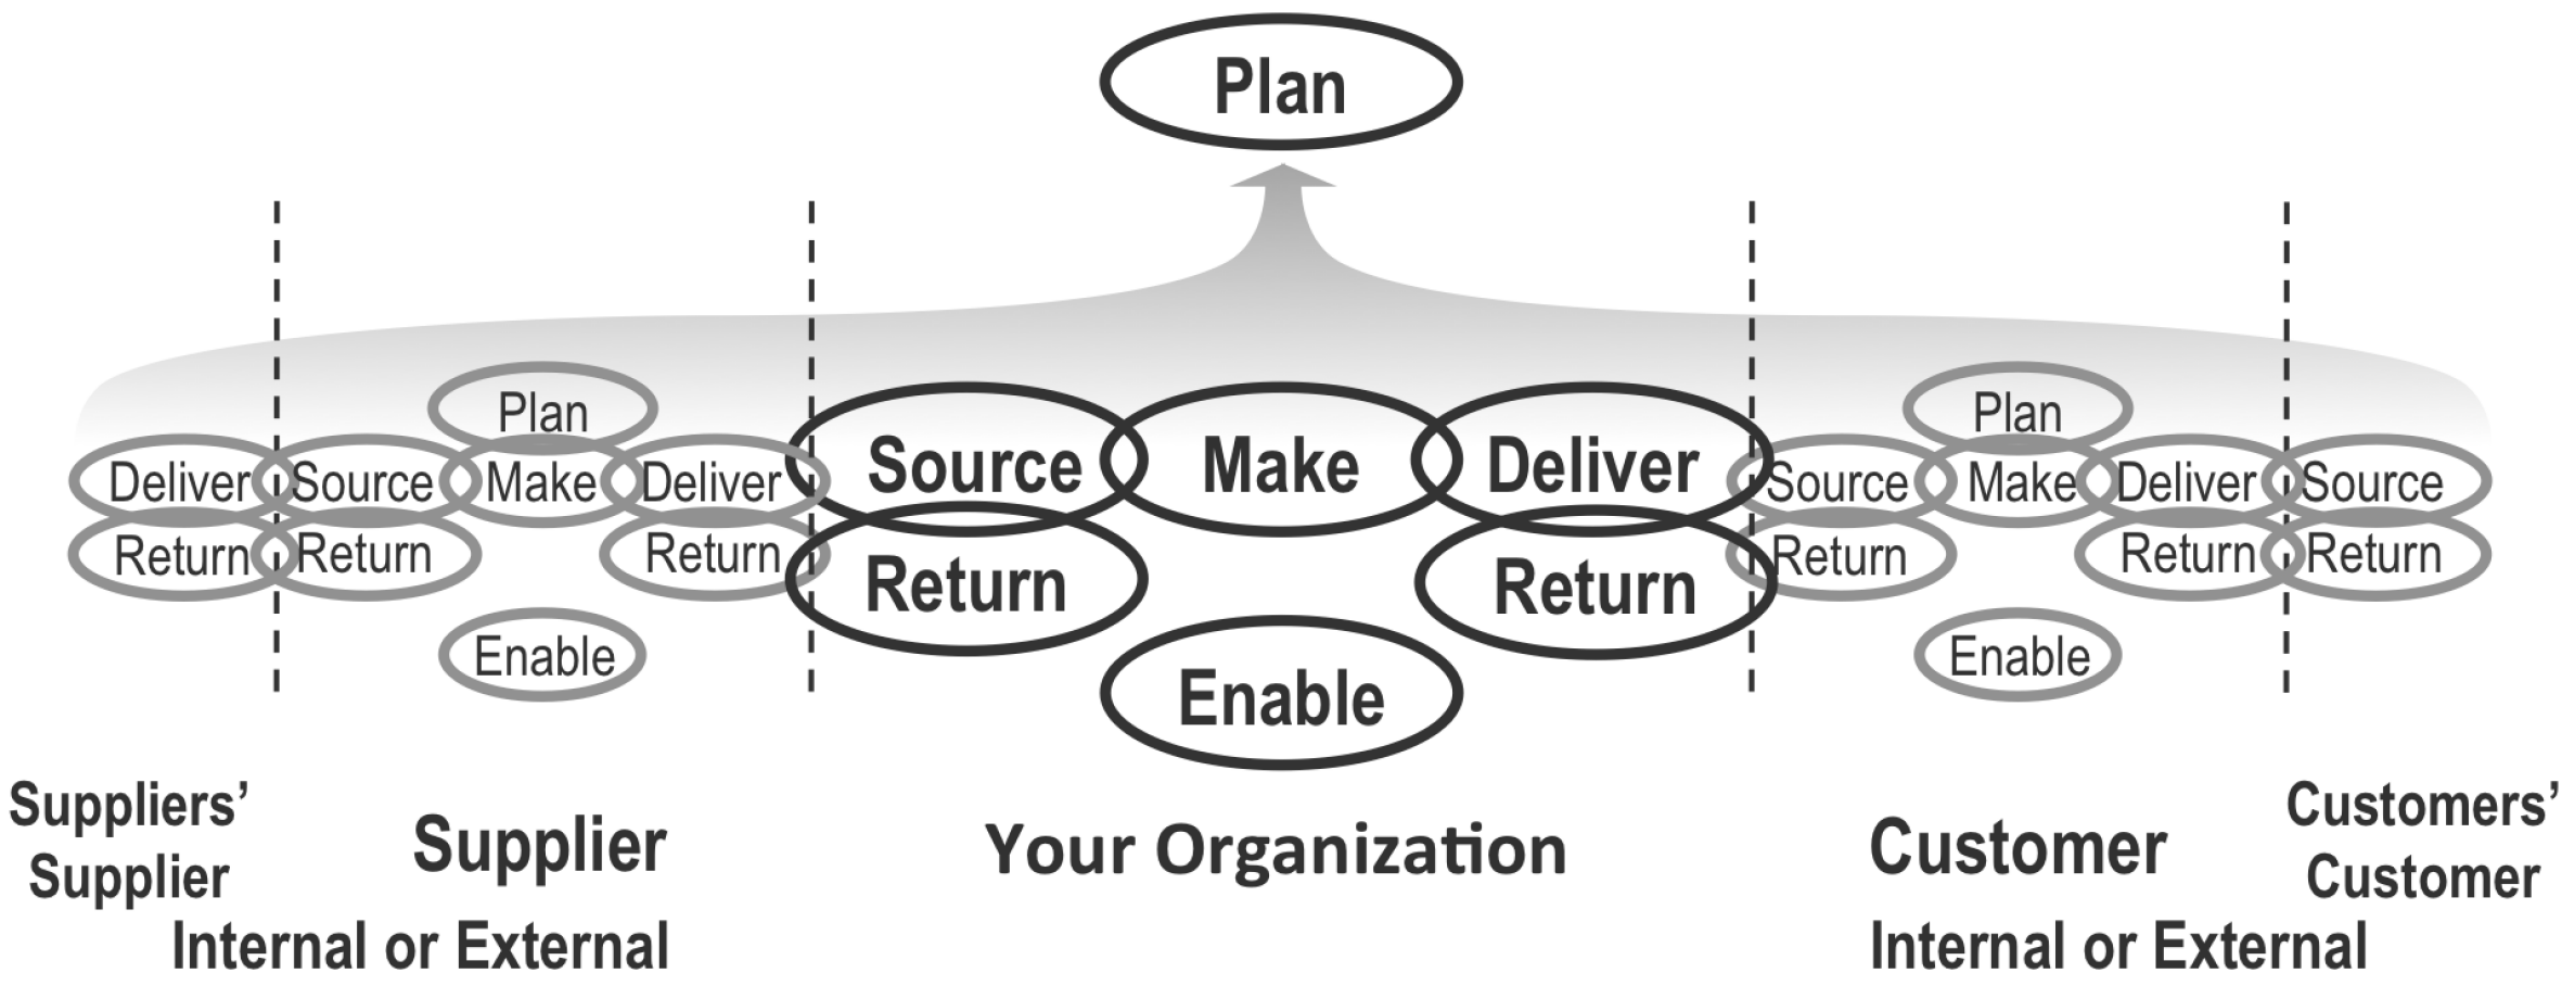 Plan
Plan
Plan
Deliver Source Make Deliver Source Make Deliver Source Make Deliver Source
Return Return Return Return Return Return Return Return
Enable Enable
Enable
Suppliers’
Supplier
Supplier
Your Organization
Customer
Customers’
Customer
Internal or External
Internal or External